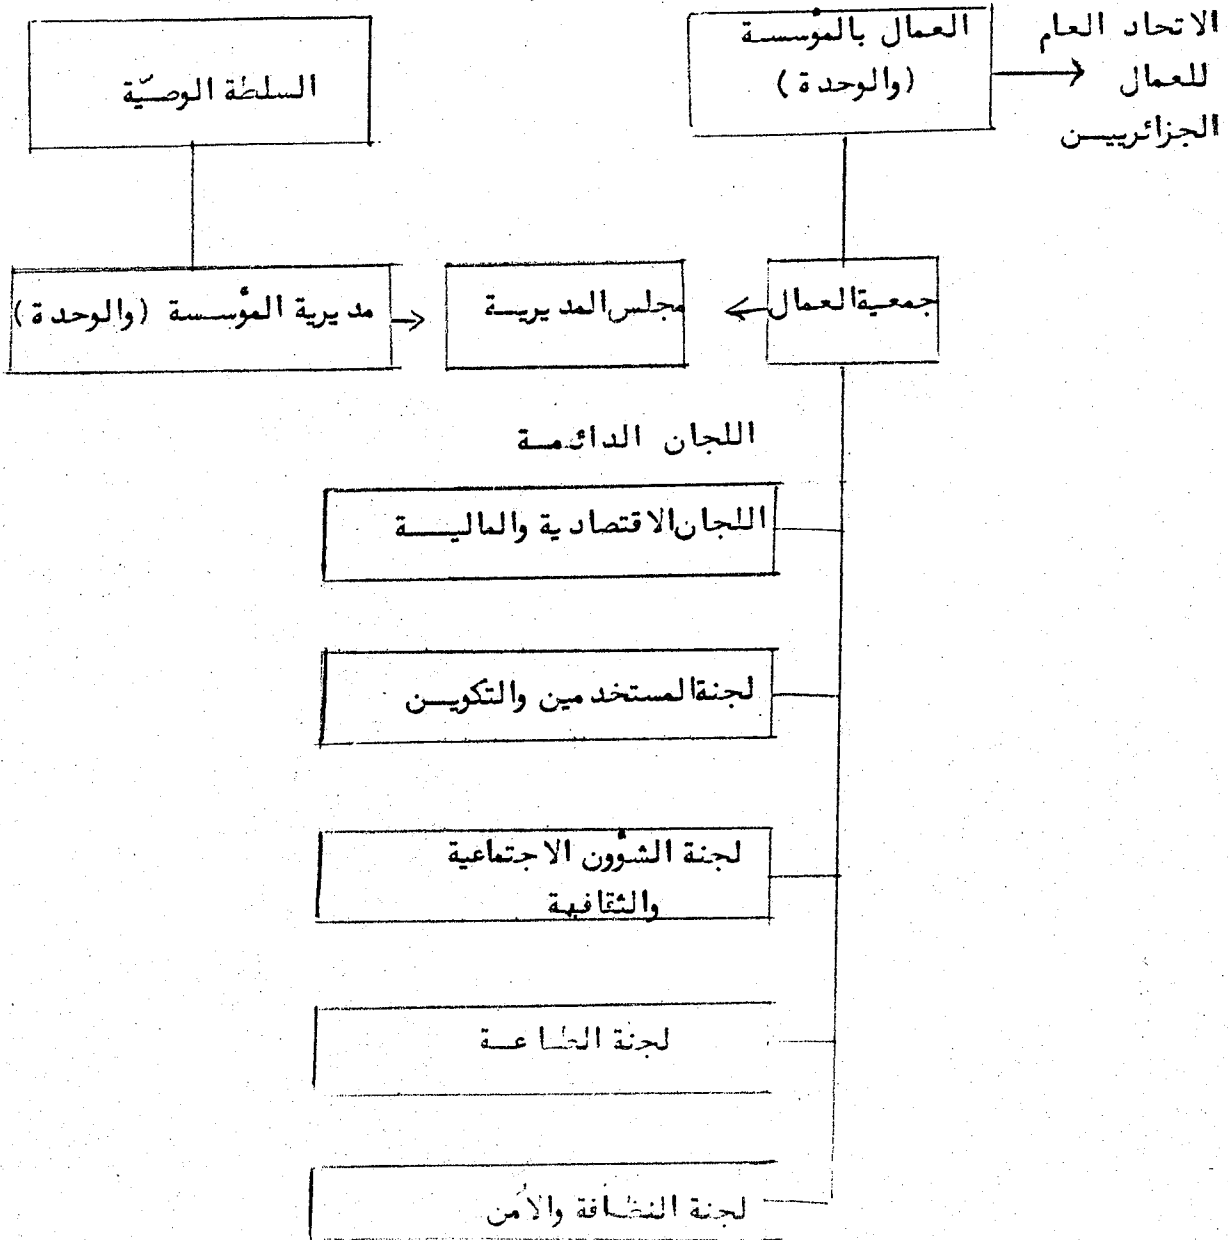 العمال بالمؤسسة
(والوحدة)
الاتحاد العام
للعمال
الجزائريين
السلطة الوصيّة
جمعية العمال
مجلس المديرية
مديرية المؤسسة (والوحدة)
اللجان الدائمة
اللجان الاقتصادية والمالية
لجنة المستخدمين والتكوين
لجنة الشؤون الاجتماعية
والثقافية
لجنة الطاعة
لجنة النظافة والأمن